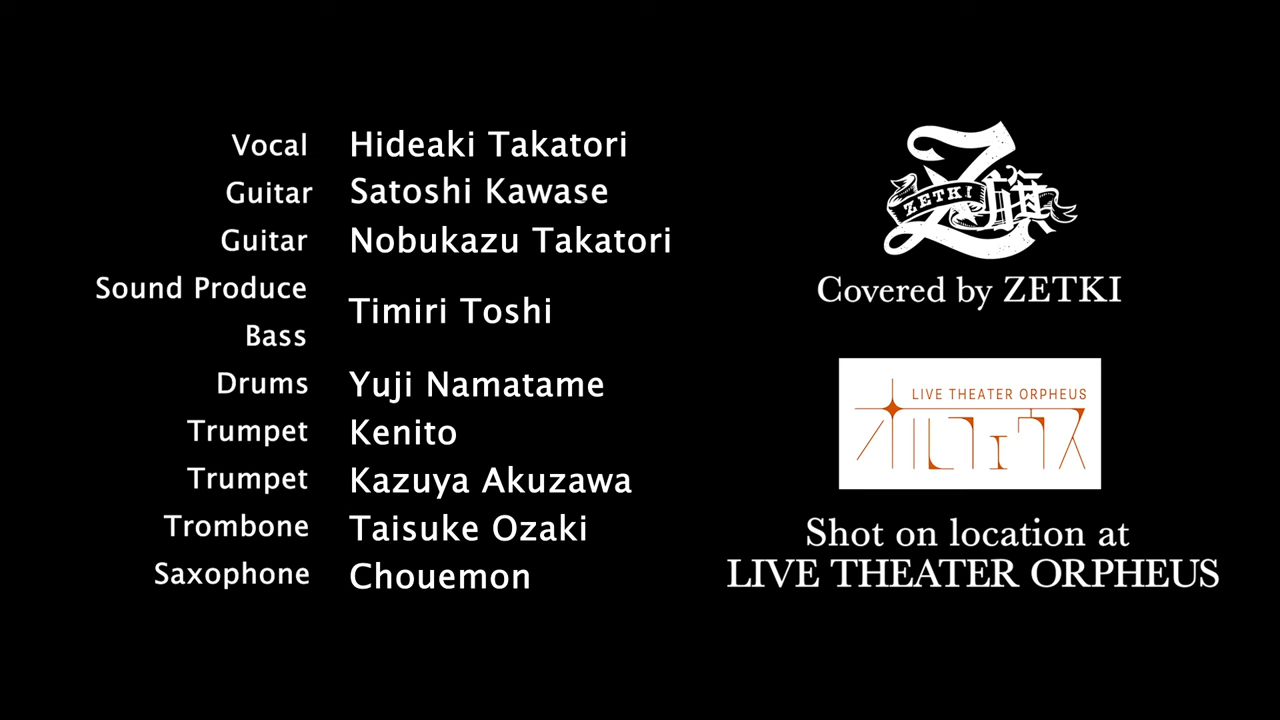 Vocal Hideaki Takatori
Guitar Satoshi Kawase
Guitar Nobukazu Takatori
Sound Produce
Bass
Timiri Toshi
Drums Yuji Namatame
Trumpet Kenito
Trumpet Kazuya Akuzawa
Trombone Taisuke Ozaki
Saxophone Chouemon
ZETKI
Covered by ZETKI
LIVE THEATER ORPHEUS
オルフェウス
Shot on location at
LIVE THEATER ORPHEUS